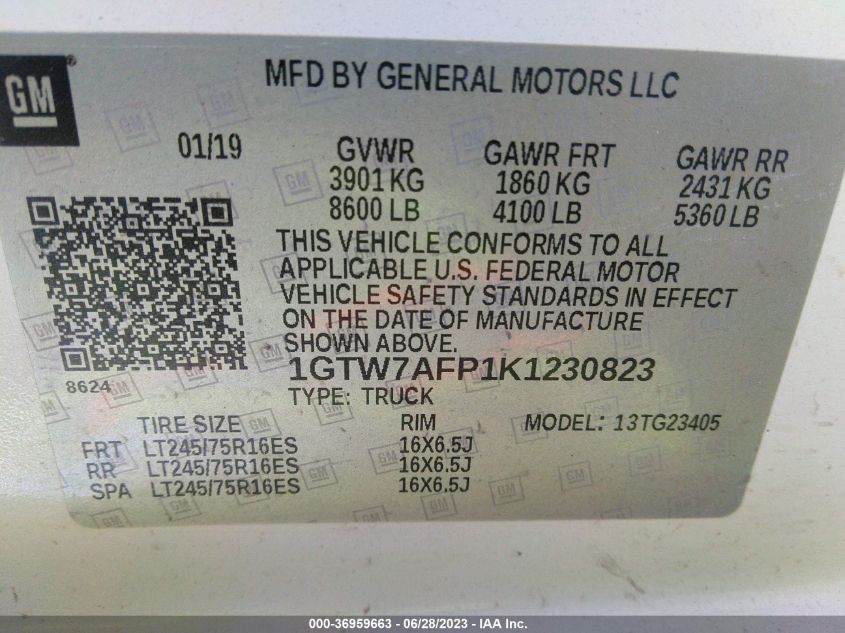 GM
MFD BY GENERAL MOTORS LLC
01/19 GVWR GAWR FRT GAWR RR
3901 KG 1860 KG 2431 KG
8600 LB 4100 LB 5360 LB
THIS VEHICLE CONFORMS TO ALL
APPLICABLE U.S. FEDERAL MOTOR
VEHICLE SAFETY STANDARDS IN EFFECT
ON THE DATE OF MANUFACTURE
SHOWN ABOVE.
8624 1GTW7AFP1K1230823
TYPE: TRUCK
TIRE SIZE RIM MODEL: 13TG23405
FRT LT245/75R16ES 16X6.5J
RR LT245/75R16ES 16X6.5J
SPA LT245/75R16ES 16X6.5J
000-36959663 / 06/28/2023 - IAA Inc.